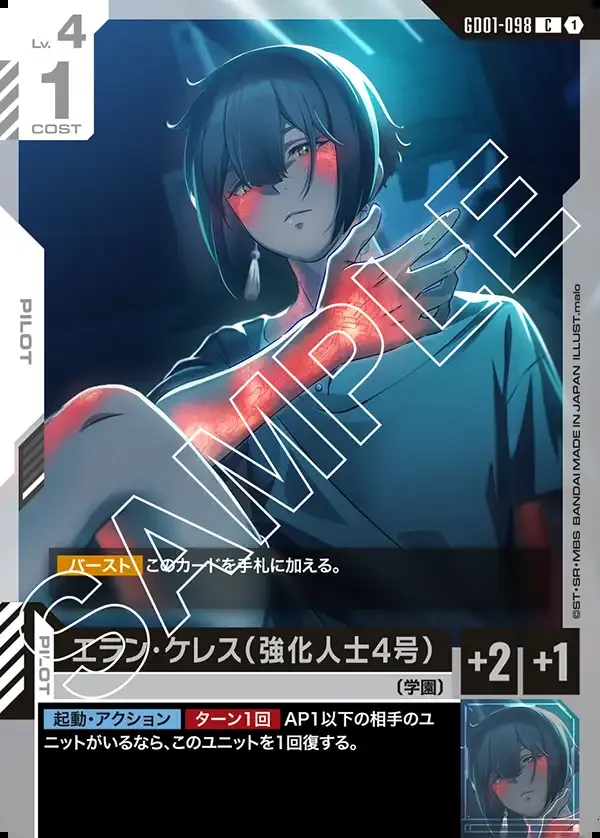 Lv. 4
1
COST
GD01-098 C 1
PILOT
SAMPLE
©ST・SR・MBS BANDAI MADE IN JAPAN ILLUST.malo
バースト このカードを手札に加える。
PILOT
エラン・ケレス(強化人士4号)
+2 +1
〔学園〕
起動・アクション ターン1回 AP1以下の相手のユ
ニットがいるなら、このユニットを1回復する。